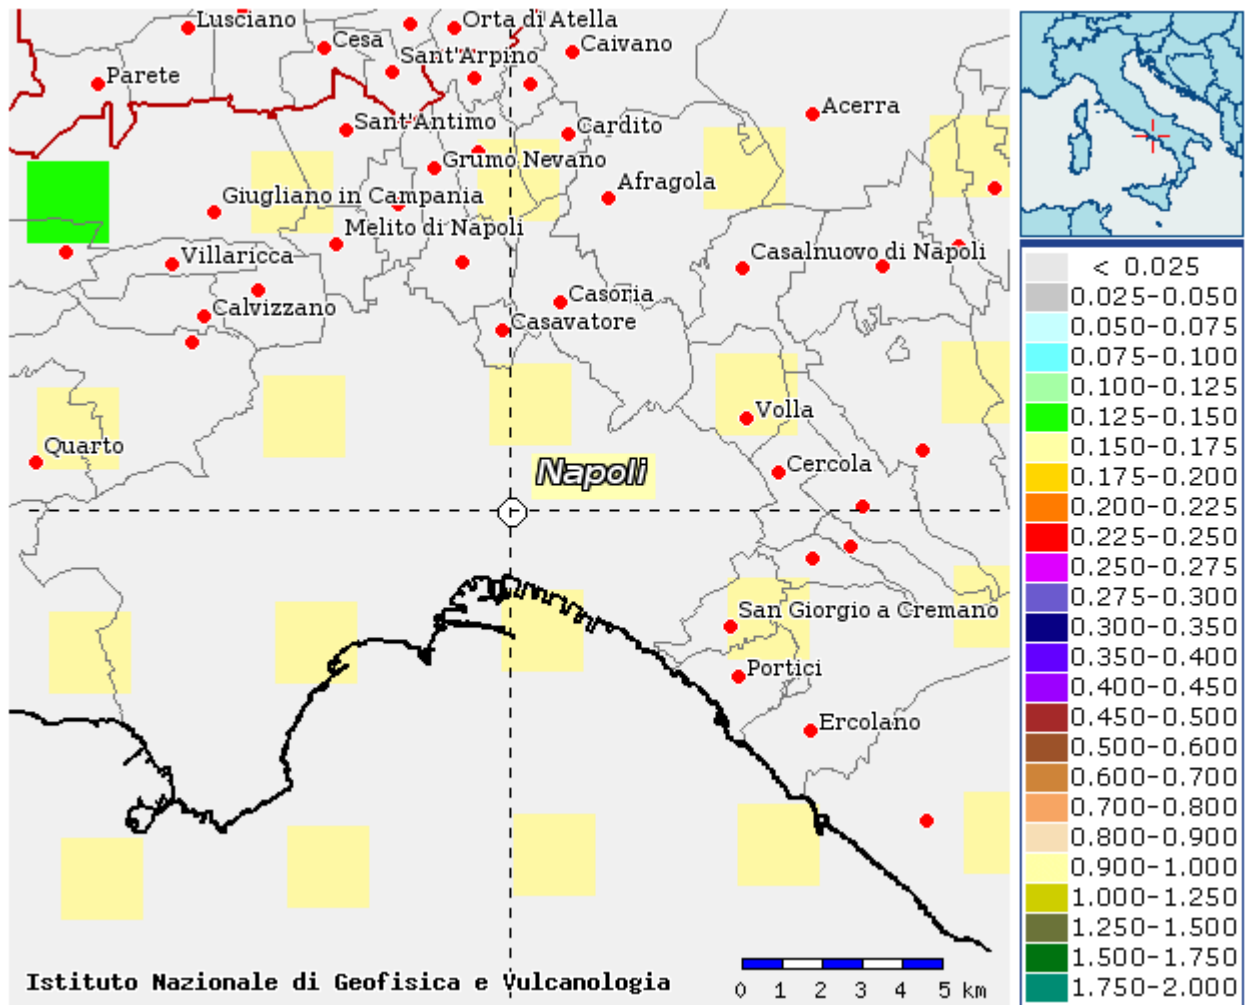 Lusciano
Orta di Atella
Cesa
Caivano
Sant'Arpino
Parete
Acerra
Sant'Antimo
Cardito
Grumo Nevano
Afragola
Giugliano in Campania
Melito di Napoli
Villaricca
Casalnuovo di Napoli
Casoria
Calvizzano
Casavatore
Volla
Quarto
Cercola
Napoli
San Giorgio a Cremano
Portici
Ercolano
Istituto Nazionale di Geofisica e Vulcanologia
0 1 2 3 4 5 km
< 0.025
0.025-0.050
0.050-0.075
0.075-0.100
0.100-0.125
0.125-0.150
0.150-0.175
0.175-0.200
0.200-0.225
0.225-0.250
0.250-0.275
0.275-0.300
0.300-0.350
0.350-0.400
0.400-0.450
0.450-0.500
0.500-0.600
0.600-0.700
0.700-0.800
0.800-0.900
0.900-1.000
1.000-1.250
1.250-1.500
1.500-1.750
1.750-2.000